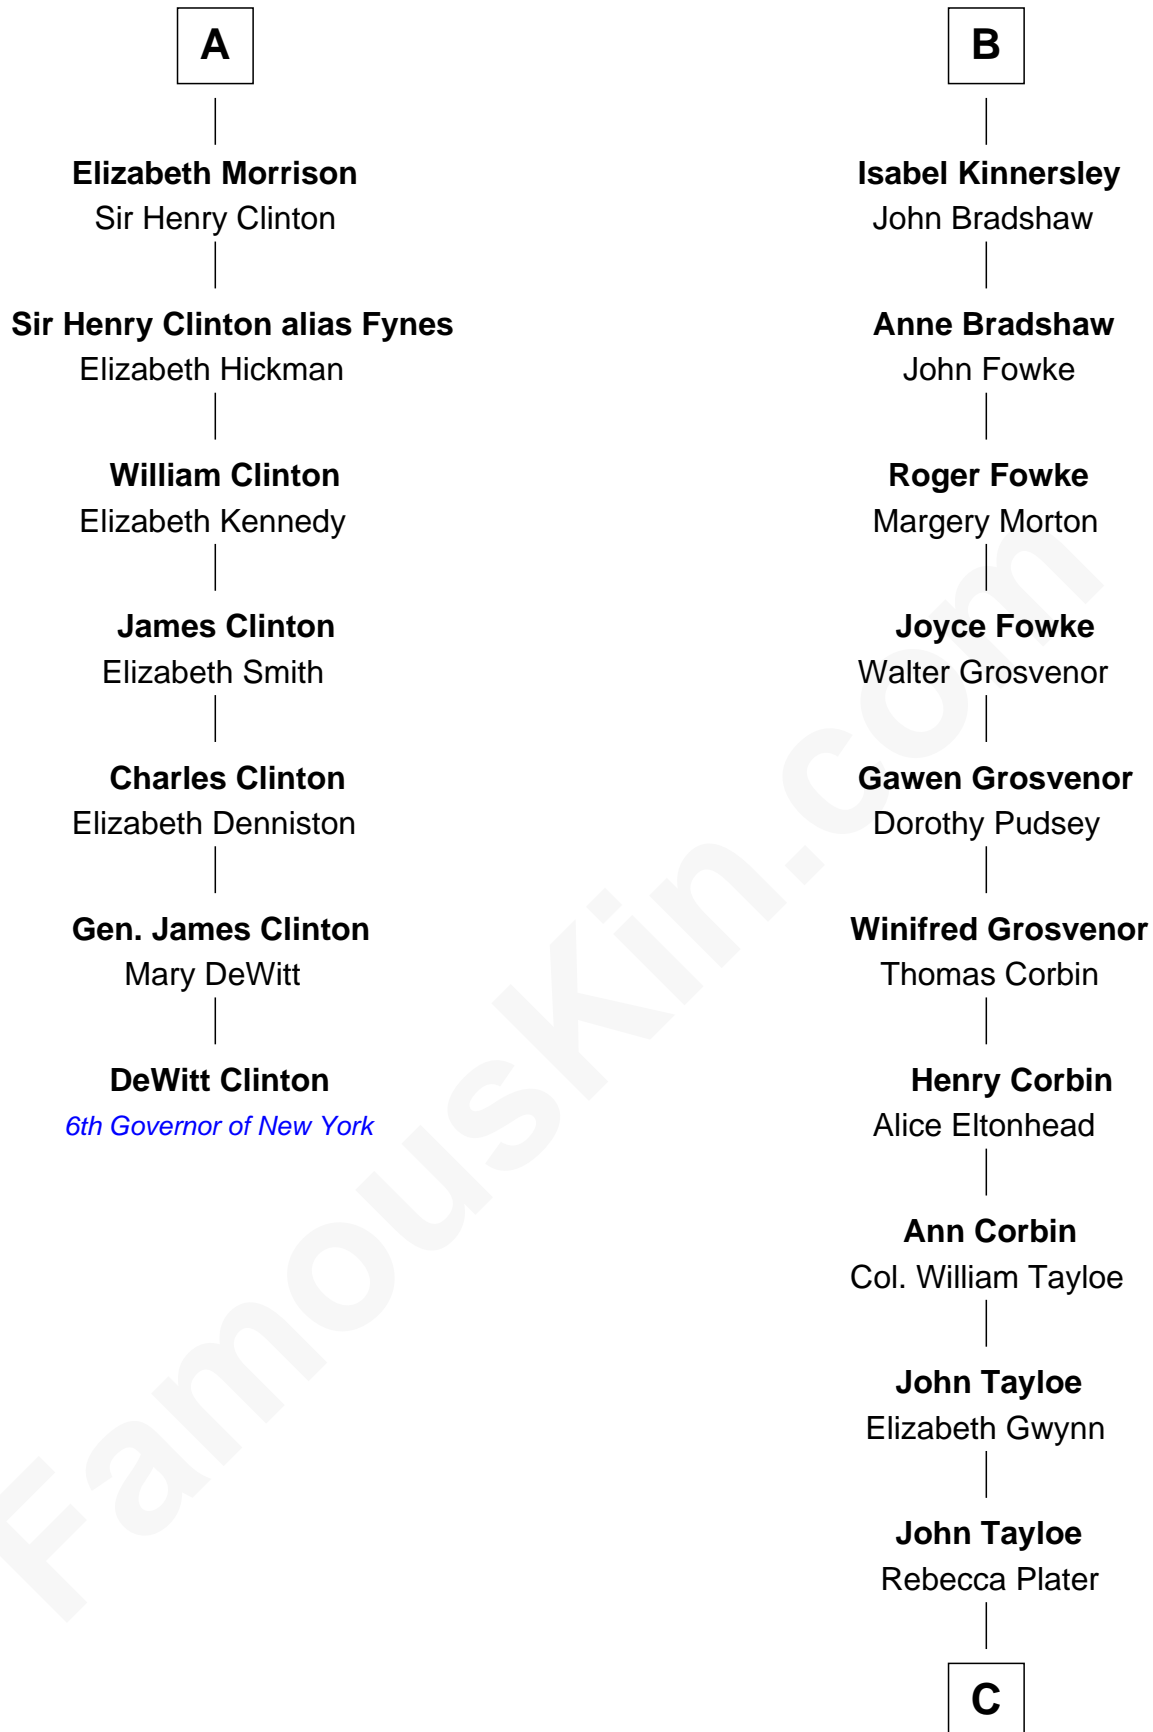 A
Elizabeth Morrison
Sir Henry Clinton
Sir Henry Clinton alias Fynes
Elizabeth Hickman
William Clinton
Elizabeth Kennedy
James Clinton
Elizabeth Smith
Charles Clinton
Elizabeth Denniston
Gen. James Clinton
Mary DeWitt
DeWitt Clinton
6th Governor of New York
B
Isabel Kinnersley
John Bradshaw
Anne Bradshaw
John Fowke
Roger Fowke
Margery Morton
Joyce Fowke
Walter Grosvenor
Gawen Grosvenor
Dorothy Pudsey
Winifred Grosvenor
Thomas Corbin
Henry Corbin
Alice Eltonhead
Ann Corbin
Col. William Tayloe
John Tayloe
Elizabeth Gwynn
John Tayloe
Rebecca Plater
C
FamousKin.com